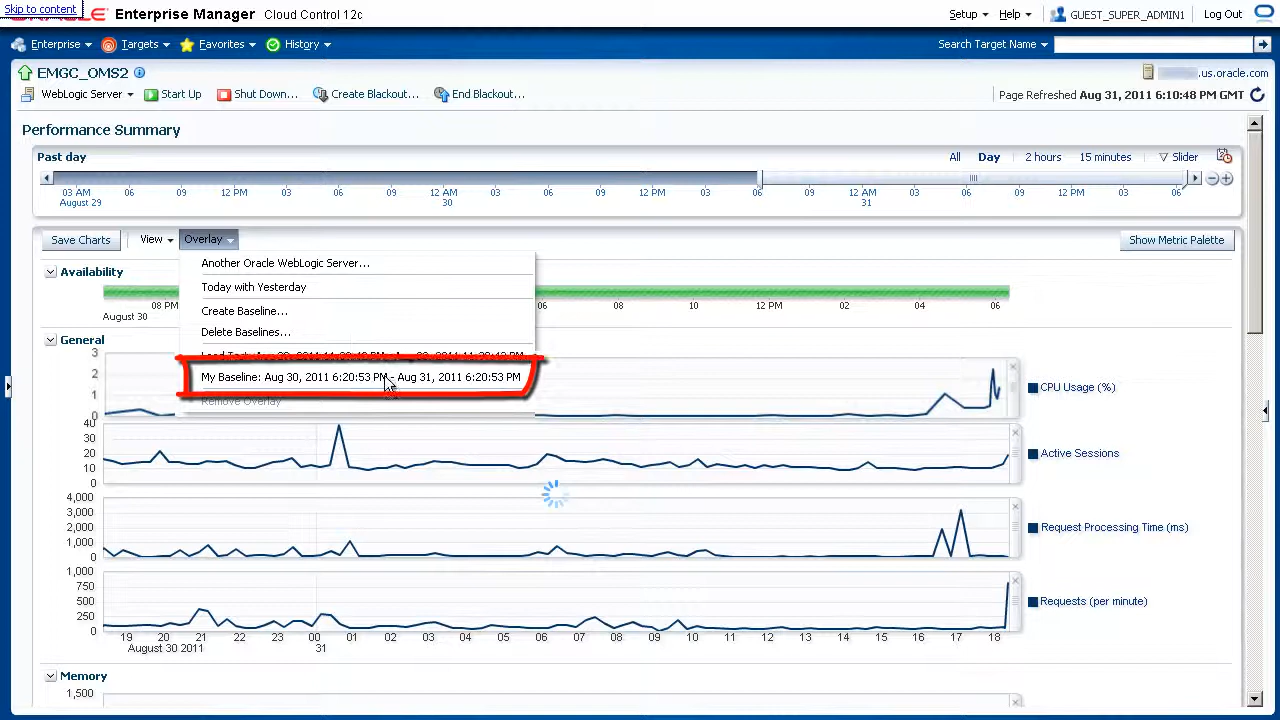 Skip to content
ORACLE Enterprise Manager Cloud Control 12c
Setup Help GUEST_SUPER_ADMIN1 Log Out
Enterprise Targets Favorites History Search Target Name
EMGC_OMS2 .us.oracle.com
WebLogic Server Start Up Shut Down... Create Blackout... End Blackout... Page Refreshed Aug 31, 2011 6:10:48 PM GMT
Performance Summary
Past day All Day 2 hours 15 minutes Slider
03 AM 06 09 12 PM 03 06 09 12 AM 03 06 09 12 PM 03 06 09 12 AM 03 06 09 12 PM 03 06
August 29 30 31
Save Charts View Overlay Show Metric Palette
Another Oracle WebLogic Server...
Today with Yesterday
Create Baseline...
Delete Baselines...
My Baseline: Aug 30, 2011 6:20:53 PM - Aug 31, 2011 6:20:53 PM
Remove Overlay
Availability
08 PM 06 08 10 12 PM 02 04 06
August 30
General
3
2
1
0
CPU Usage (%)
40
30
20
10
0
Active Sessions
4,000
3,000
2,000
1,000
0
Request Processing Time (ms)
1,000
750
500
250
0
Requests (per minute)
19 20 21 22 23 00 01 02 03 04 05 06 07 08 09 10 11 12 13 14 15 16 17 18
August 30 2011 31
Memory
1,500